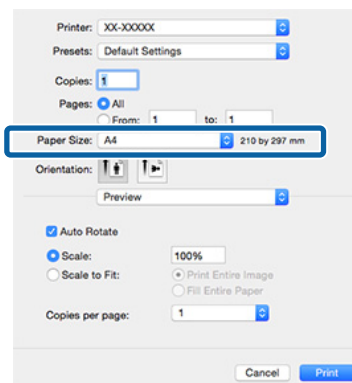 Printer: XX-XXXXX
Presets: Default Settings
Copies: 1
Pages: All
From: 1 to: 1
Paper Size: A4 210 by 297 mm
Orientation:
Preview
Auto Rotate
Scale: 100%
Scale to Fit: Print Entire Image
Fill Entire Paper
Copies per page: 1
Cancel Print